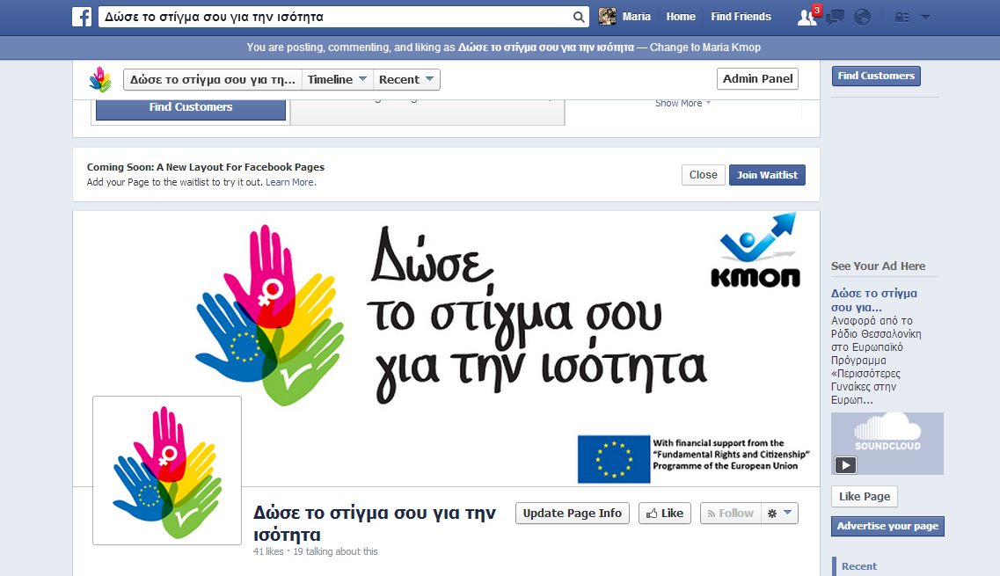 Δώσε το στίγμα σου για την ισότητα
Maria Home Find Friends 3
You are posting, commenting, and liking as Δώσε το στίγμα σου για την ισότητα — Change to Maria Kmop
Δώσε το στίγμα σου για τη... Timeline Recent Admin Panel
Find Customers
Find Customers
Show More
Coming Soon: A New Layout For Facebook Pages
Add your Page to the waitlist to try it out. Learn More.
Close Join Waitlist
Δώσε
το στίγμα σου
για την ισότητα
κμοπ
With financial support from the
"Fundamental Rights and Citizenship"
Programme of the European Union
Δώσε το στίγμα σου για την
ισότητα
41 likes · 19 talking about this
Update Page Info Like Follow
See Your Ad Here
Δώσε το στίγμα
σου για...
Αναφορά από το
Ράδιο Θεσσαλονίκη
στο Ευρωπαϊκό
Πρόγραμμα
«Περισσότερες
Γυναίκες στην
Ευρωπ...
SOUNDCLOUD
Like Page
Advertise your page
Recent